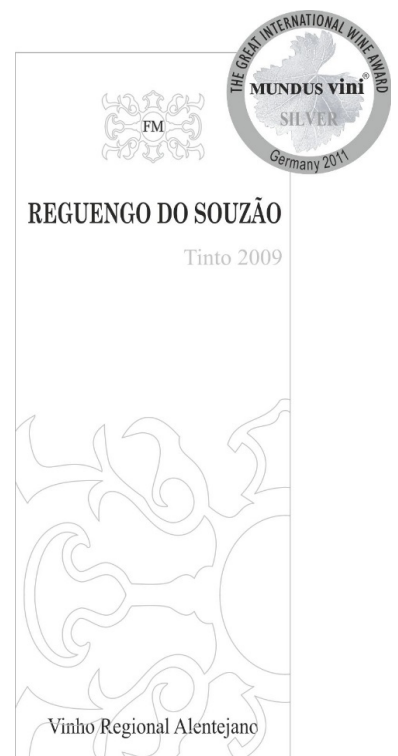 THE GREAT INTERNATIONAL WINE AWARD
MUNDUS vini®
SILVER
Germany 2011
FM
REGUENGO DO SOUZÃO
Tinto 2009
Vinho Regional Alentejano